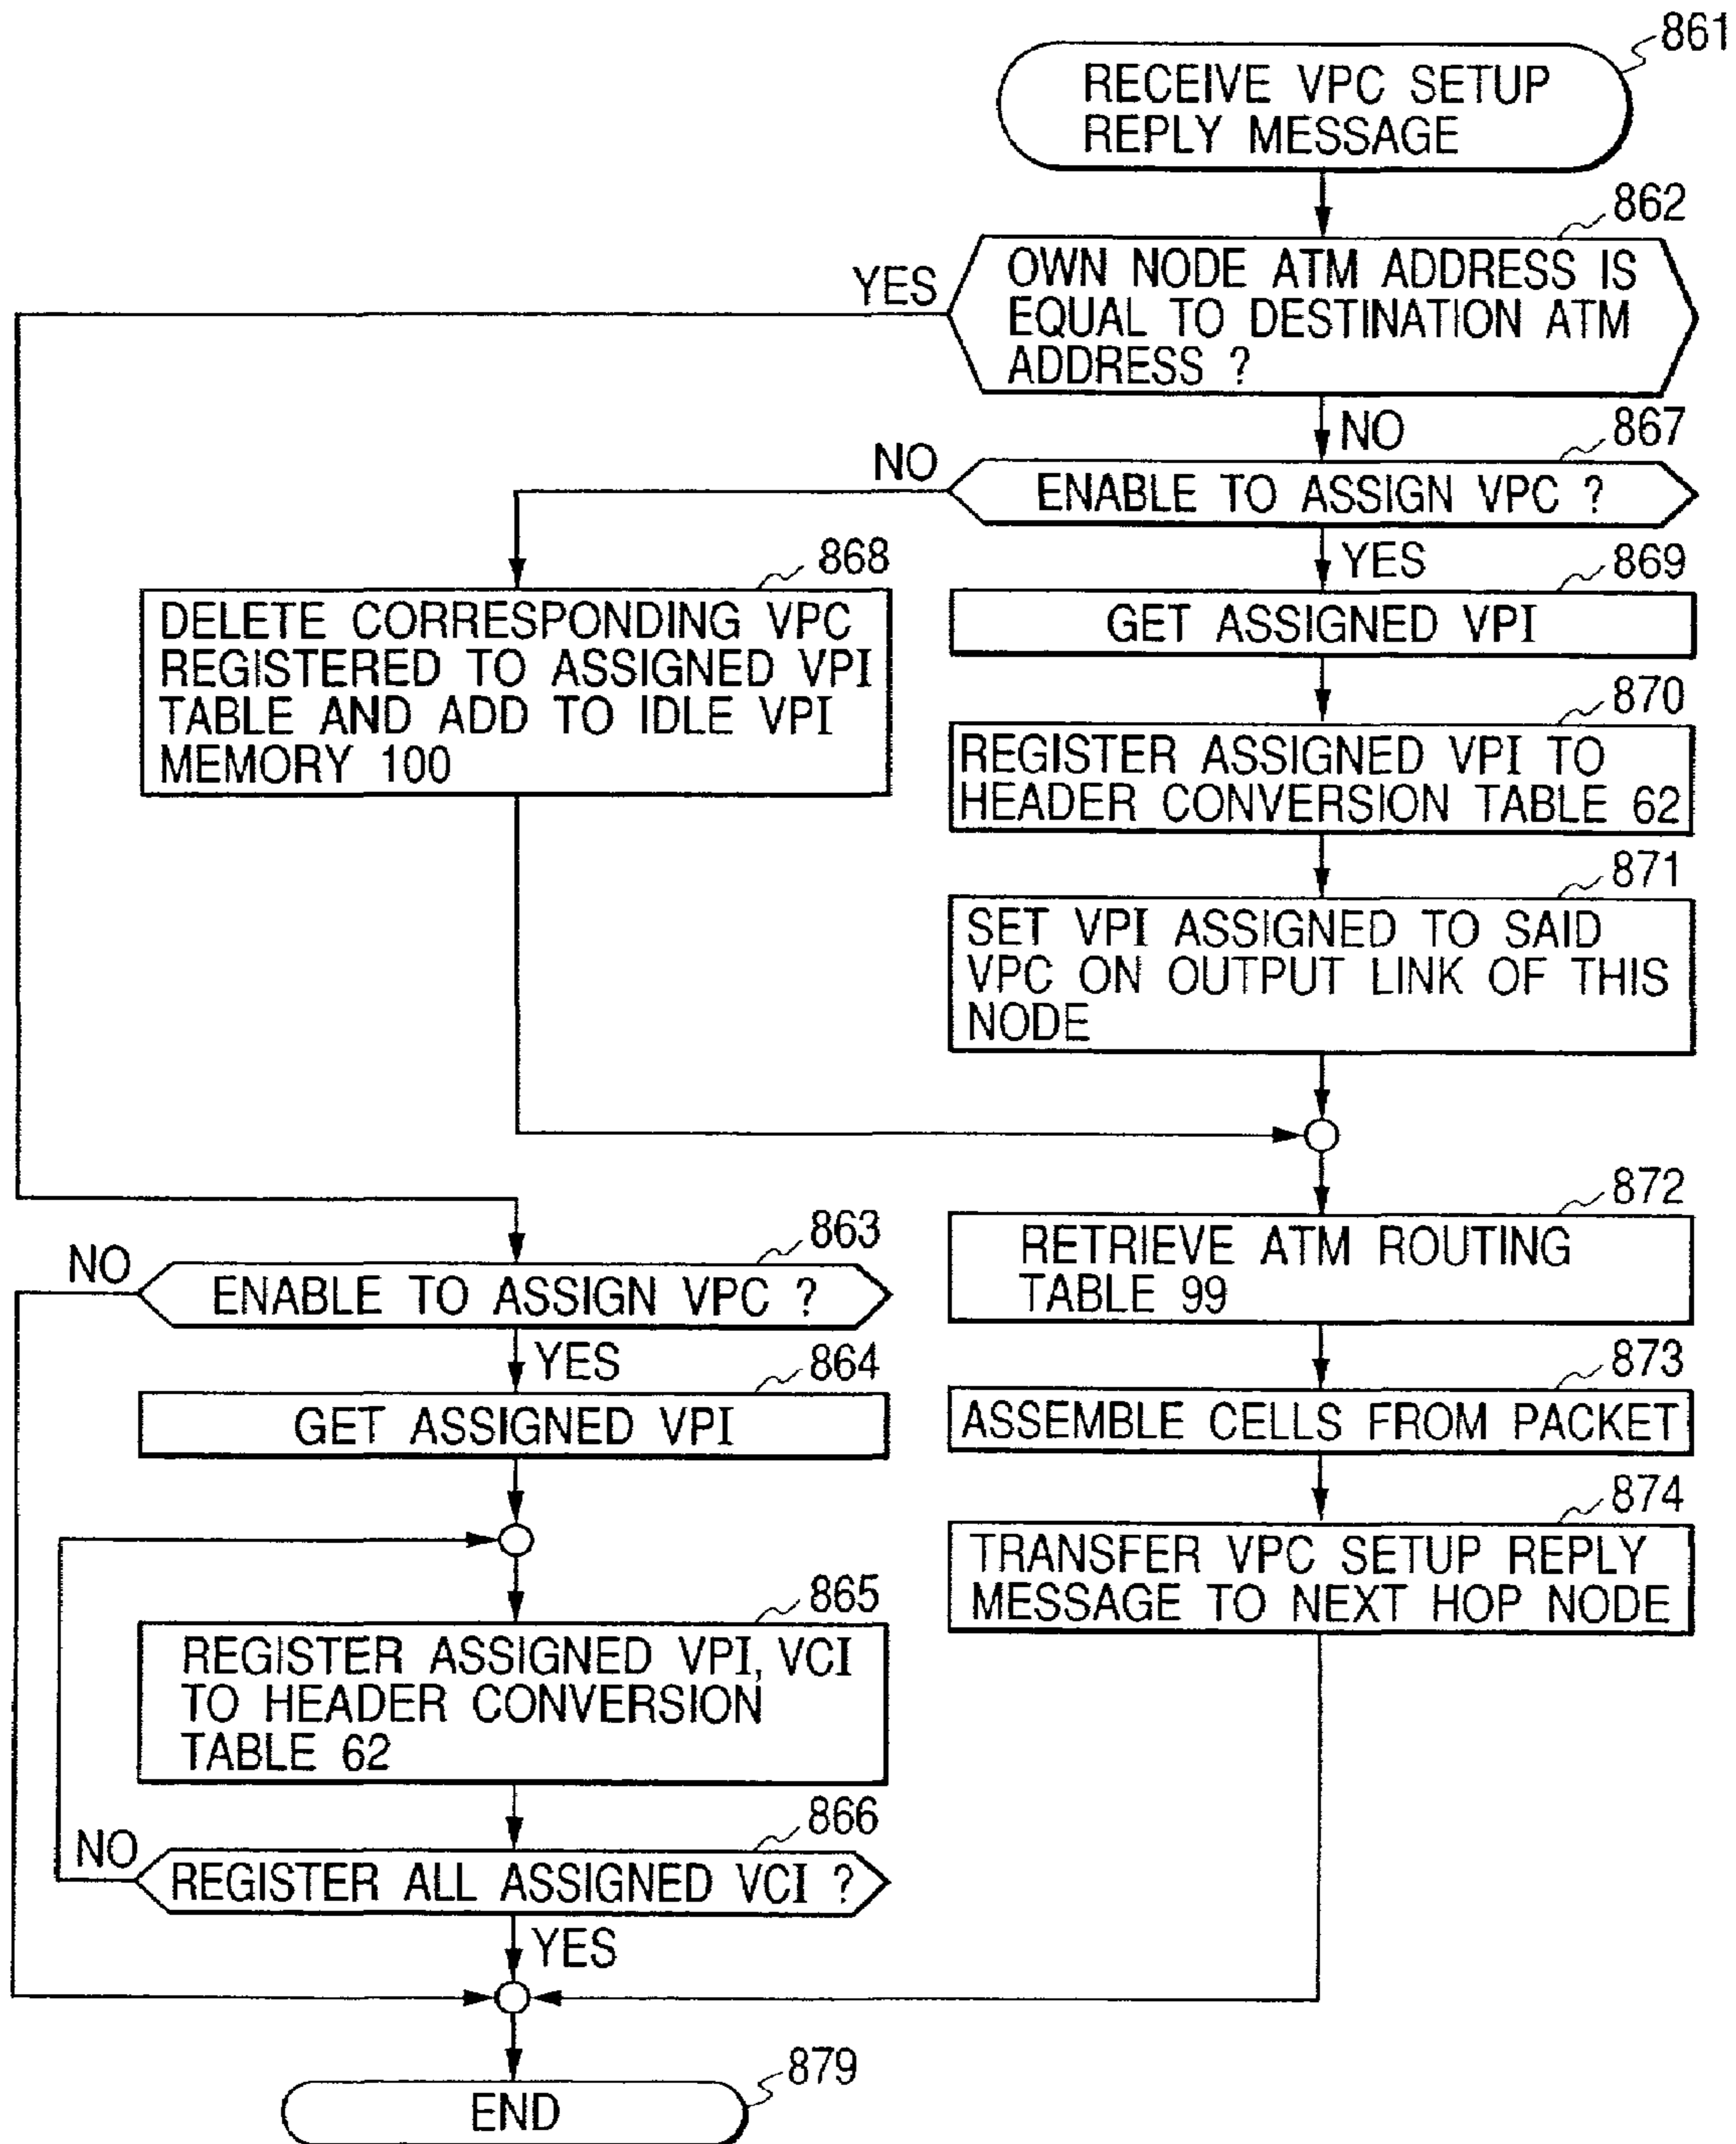 861
RECEIVE VPC SETUP
REPLY MESSAGE
862
OWN NODE ATM ADDRESS IS
EQUAL TO DESTINATION ATM
ADDRESS ?
YES
NO
867
ENABLE TO ASSIGN VPC ?
NO
YES
868
DELETE CORRESPONDING VPC
REGISTERED TO ASSIGNED VPI
TABLE AND ADD TO IDLE VPI
MEMORY 100
869
GET ASSIGNED VPI
870
REGISTER ASSIGNED VPI TO
HEADER CONVERSION TABLE 62
871
SET VPI ASSIGNED TO SAID
VPC ON OUTPUT LINK OF THIS
NODE
872
RETRIEVE ATM ROUTING
TABLE 99
873
ASSEMBLE CELLS FROM PACKET
874
TRANSFER VPC SETUP REPLY
MESSAGE TO NEXT HOP NODE
863
NO
ENABLE TO ASSIGN VPC ?
YES
864
GET ASSIGNED VPI
865
REGISTER ASSIGNED VPI, VCI
TO HEADER CONVERSION
TABLE 62
866
NO
REGISTER ALL ASSIGNED VCI ?
YES
879
END